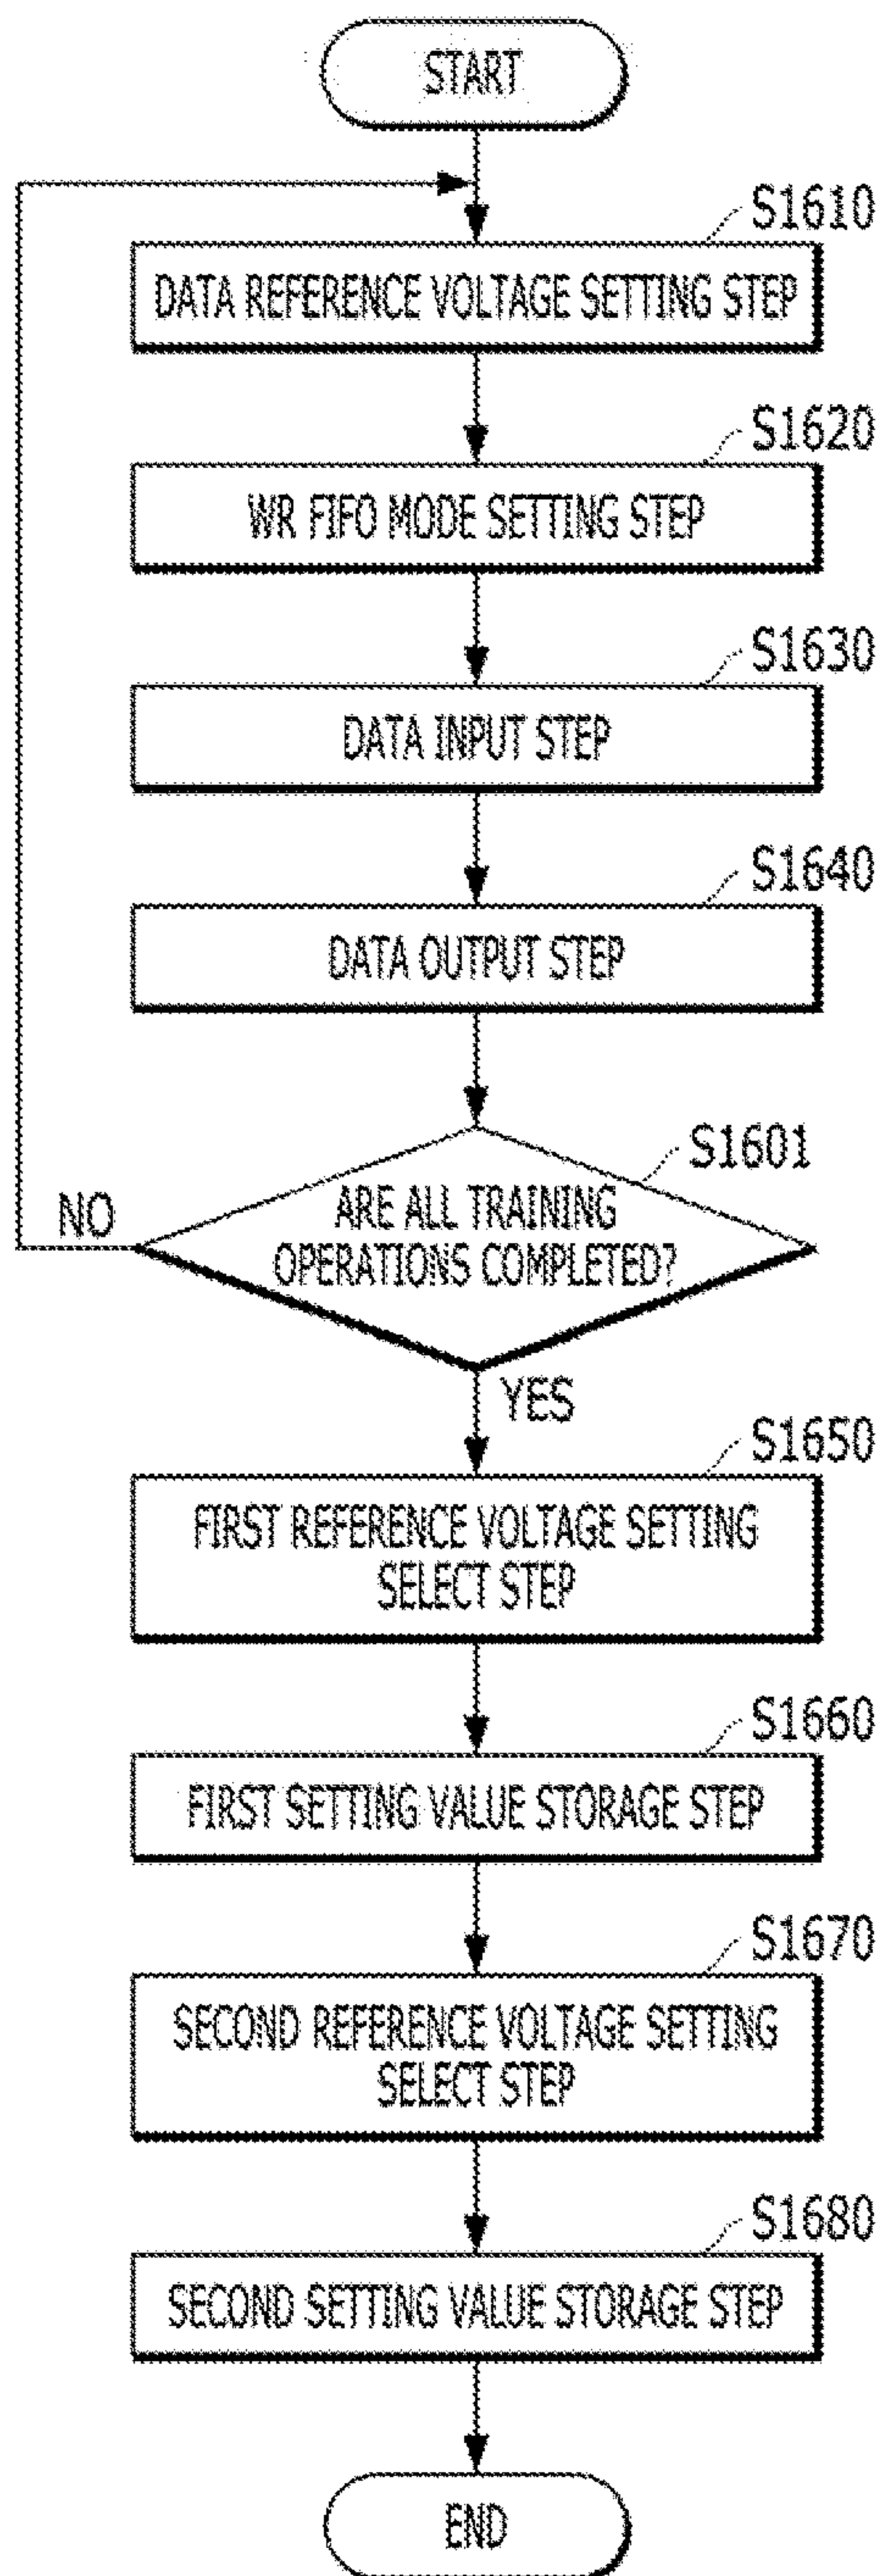 START
S1610
DATA REFERENCE VOLTAGE SETTING STEP
S1620
WR FIFO MODE SETTING STEP
S1630
DATA INPUT STEP
S1640
DATA OUTPUT STEP
S1601
NO
ARE ALL TRAINING
OPERATIONS COMPLETED?
YES
S1650
FIRST REFERENCE VOLTAGE SETTING
SELECT STEP
S1660
FIRST SETTING VALUE STORAGE STEP
S1670
SECOND REFERENCE VOLTAGE SETTING
SELECT STEP
S1680
SECOND SETTING VALUE STORAGE STEP
END